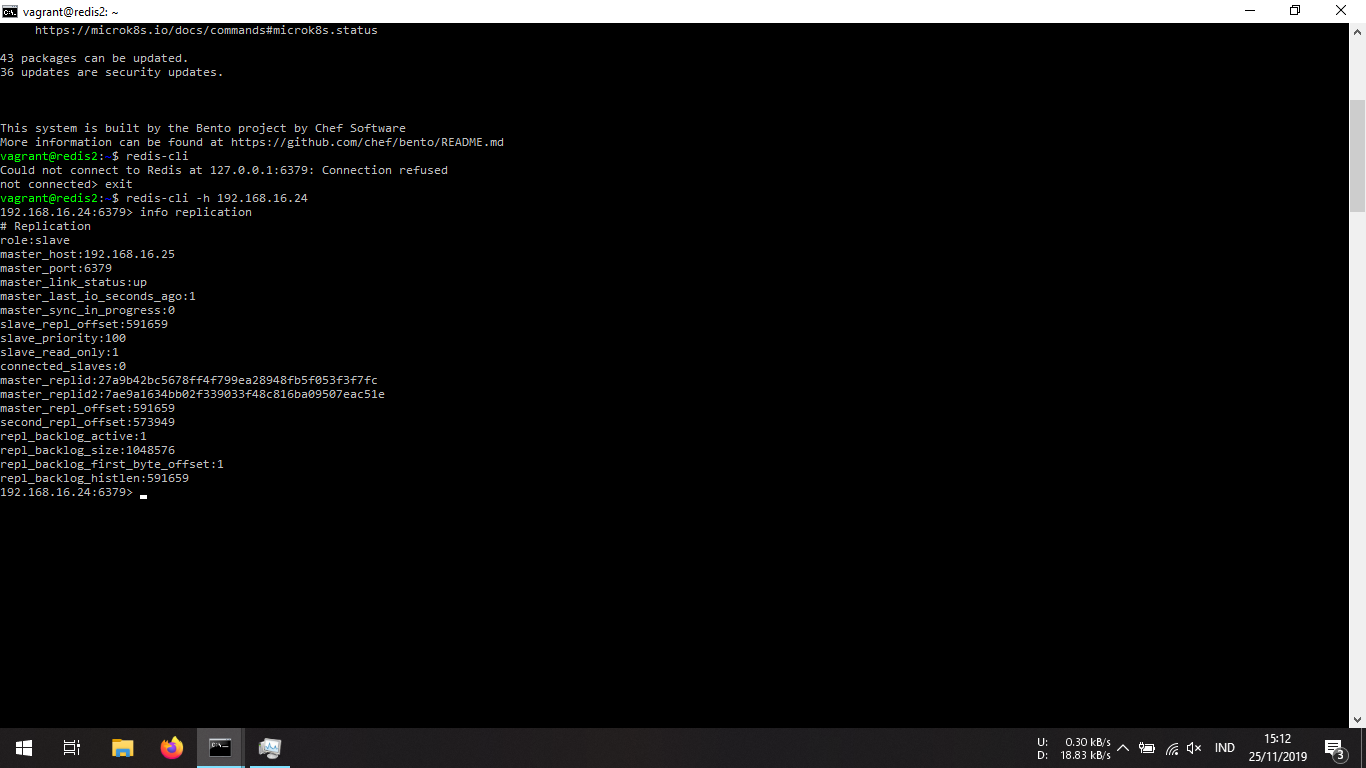 vagrant@redis2: ~
https://microk8s.io/docs/commands#microk8s.status
43 packages can be updated.
36 updates are security updates.
This system is built by the Bento project by Chef Software
More information can be found at https://github.com/chef/bento/README.md
vagrant@redis2:~$ redis-cli
Could not connect to Redis at 127.0.0.1:6379: Connection refused
not connected> exit
vagrant@redis2:~$ redis-cli -h 192.168.16.24
192.168.16.24:6379> info replication
# Replication
role:slave
master_host:192.168.16.25
master_port:6379
master_link_status:up
master_last_io_seconds_ago:1
master_sync_in_progress:0
slave_repl_offset:591659
slave_priority:100
slave_read_only:1
connected_slaves:0
master_replid:27a9b42bc5678ff4f799ea28948fb5f053f3f7fc
master_replid2:7ae9a1634bb02f339033f48c816ba09507eac51e
master_repl_offset:591659
second_repl_offset:573949
repl_backlog_active:1
repl_backlog_size:1048576
repl_backlog_first_byte_offset:1
repl_backlog_histlen:591659
192.168.16.24:6379>
U: 0.30 kB/s
D: 18.83 kB/s
IND
15:12
25/11/2019
3